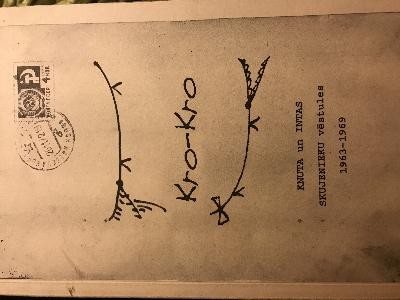 Kro-Kro
KNUTA un INTAS
SKUJENIEKU vēstules
1963-1969